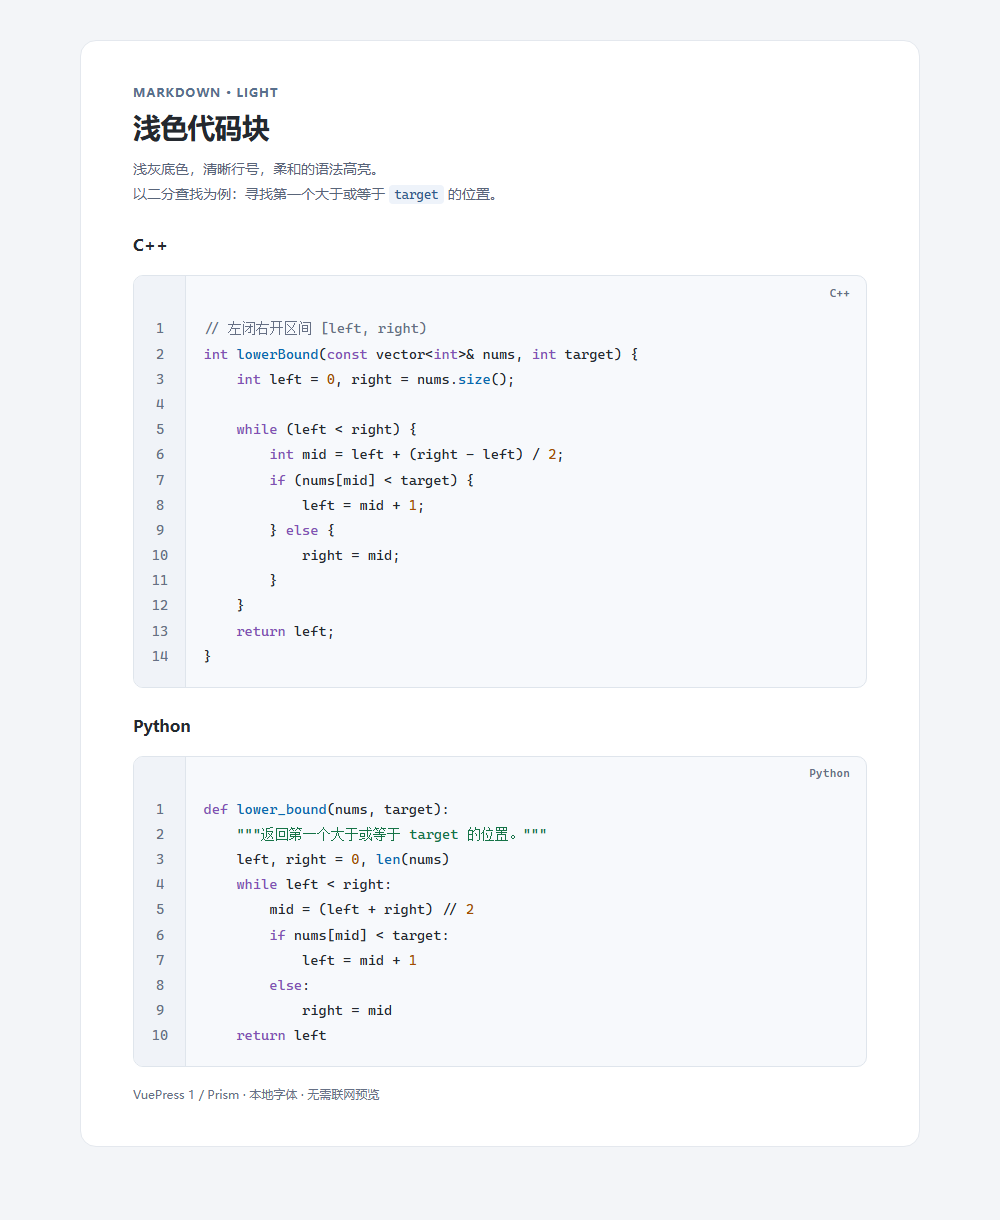 MARKDOWN • LIGHT
浅色代码块
浅灰底色，清晰行号，柔和的语法高亮。
以二分查找为例：寻找第一个大于或等于 target 的位置。
C++
C++
1 // 左闭右开区间 [left, right)
2 int lowerBound(const vector<int>& nums, int target) {
3     int left = 0, right = nums.size();
4
5     while (left < right) {
6         int mid = left + (right - left) / 2;
7         if (nums[mid] < target) {
8             left = mid + 1;
9         } else {
10             right = mid;
11         }
12     }
13     return left;
14 }
Python
Python
1 def lower_bound(nums, target):
2     """返回第一个大于或等于 target 的位置。"""
3     left, right = 0, len(nums)
4     while left < right:
5         mid = (left + right) // 2
6         if nums[mid] < target:
7             left = mid + 1
8         else:
9             right = mid
10     return left
VuePress 1 / Prism · 本地字体 · 无需联网预览